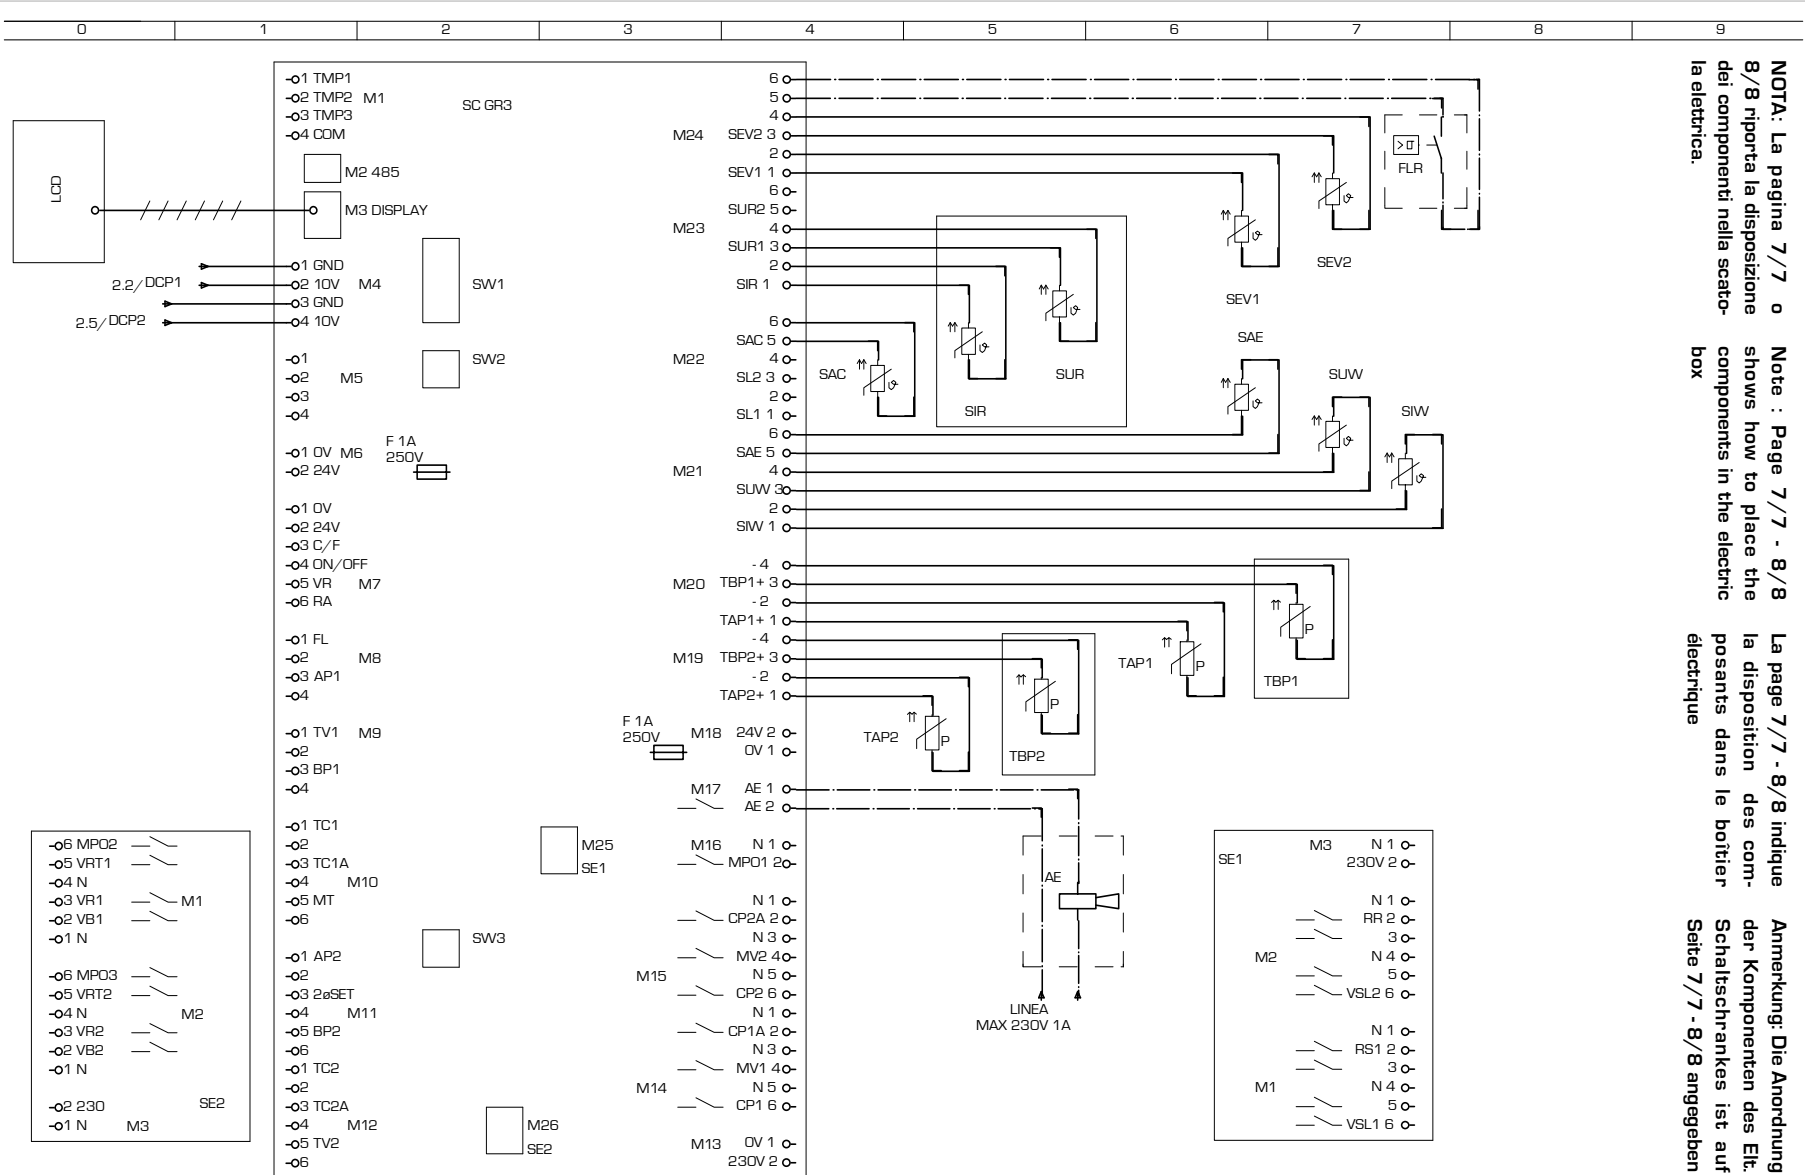 0 1 2 3 4 5 6 7 8 9
LCD
2.2/DCP1
2.5/DCP2
SC GR3
1 TMP1
2 TMP2 M1
3 TMP3
4 COM
M2 485
M3 DISPLAY
1 GND
2 10V M4
3 GND
4 10V
SW1
1
2 M5
3
4
SW2
1 0V M6
2 24V
F 1A
250V
1 0V
2 24V
3 C/F
4 ON/OFF
5 VR M7
6 RA
1 FL
2 M8
3 AP1
4
1 TV1 M9
2
3 BP1
4
1 TC1
2
3 TC1A
4 M10
5 MT
6
SW3
1 AP2
2
3 2øSET
4 M11
5 BP2
6
1 TC2
2
3 TC2A
4 M12
5 TV2
6
M25
SE1
M26
SE2
6
5
4
M24 SEV2 3
2
SEV1 1
6
SUR2 5
M23 4
SUR1 3
2
SIR 1
6
SAC 5
M22 4
SL2 3
2
SL1 1
6
SAE 5
M21 4
SUW 3
2
SIW 1
- 4
M20 TBP1+ 3
- 2
TAP1+ 1
- 4
M19 TBP2+ 3
- 2
TAP2+ 1
F 1A
250V
M18 24V 2
0V 1
M17 AE 1
AE 2
M16 N 1
MPO1 2
N 1
CP2A 2
N 3
MV2 4
M15 N 5
CP2 6
N 1
CP1A 2
N 3
MV1 4
M14 N 5
CP1 6
M13 0V 1
230V 2
FLR
SEV2
SEV1
SAE
SUW
SIW
SAC
SIR
SUR
ϑ
ϑ
ϑ
ϑ
ϑ
ϑ
ϑ
ϑ
TAP1
P
TBP1
P
TAP2
P
TBP2
P
AE
LINEA
MAX 230V 1A
6 MPO2
5 VRT1
4 N
3 VR1 M1
2 VB1
1 N
6 MPO3
5 VRT2
4 N M2
3 VR2
2 VB2
1 N
2 230 SE2
1 N M3
SE1 M3 N 1
230V 2
N 1
RR 2
3
M2 N 4
5
VSL2 6
N 1
RS1 2
3
M1 N 4
5
VSL1 6
NOTA: La pagina 7/7 o
8/8 riporta la disposizione
dei componenti nella scato-
la elettrica.
Note : Page 7/7 - 8/8
shows how to place the
components in the electric
box
La page 7/7 - 8/8 indique
la disposition des com-
posants dans le boîtier
électrique
Anmerkung: Die Anordnung
der Komponenten des Elt.
Schaltschrankes ist auf
Seite 7/7 - 8/8 angegeben